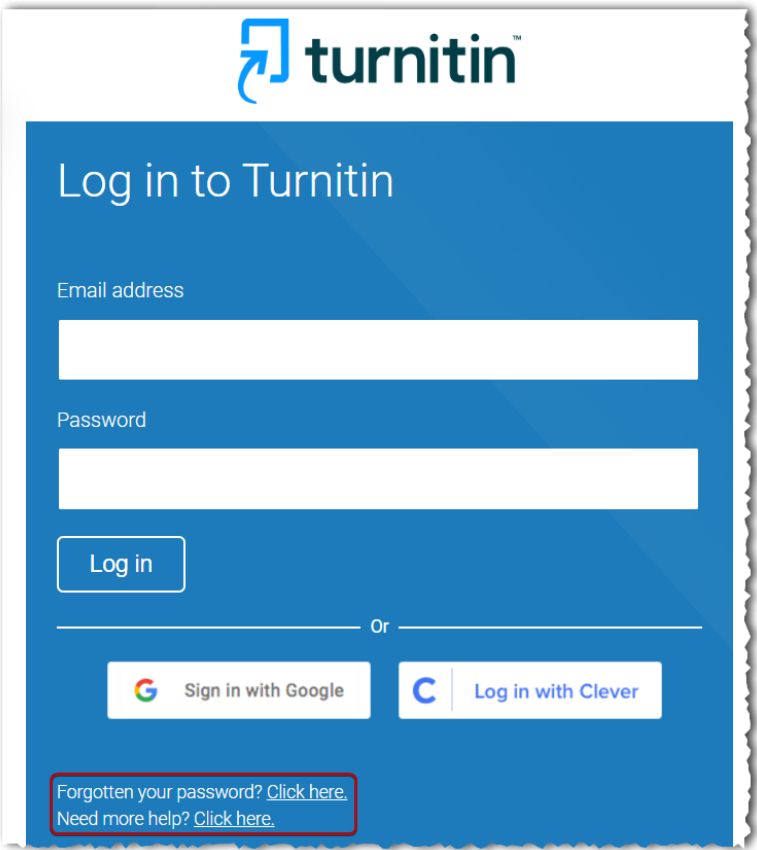 turnitin™
Log in to Turnitin
Email address
Password
Log in
Or
G Sign in with Google
C Log in with Clever
Forgotten your password? Click here.
Need more help? Click here.